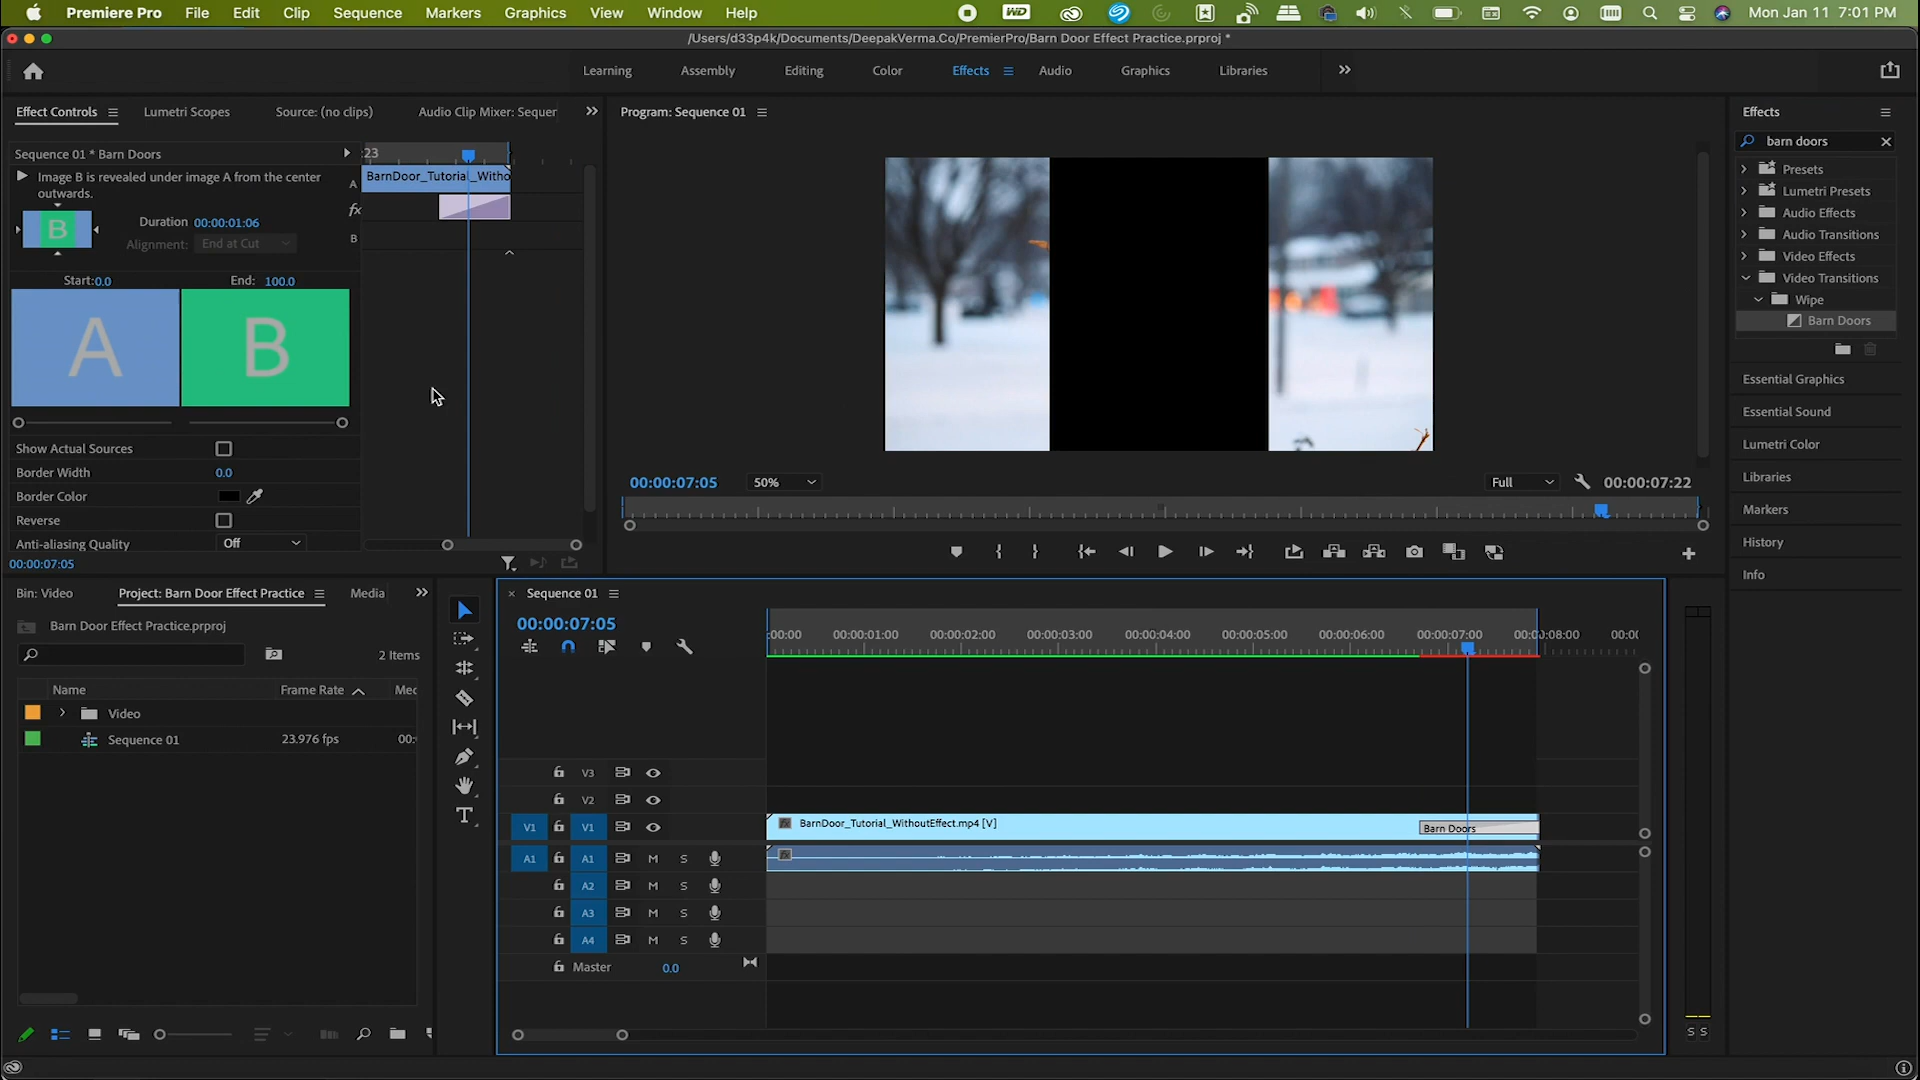 Premiere Pro File Edit Clip Sequence Markers Graphics View Window Help WD Mon Jan 11 7:01 PM
/Users/d33p4k/Documents/DeepakVerma.Co/PremierPro/Barn Door Effect Practice.prproj *
Learning Assembly Editing Color Effects Audio Graphics Libraries
Effect Controls Lumetri Scopes Source: (no clips) Audio Clip Mixer: Sequer
Sequence 01 * Barn Doors
:23
Image B is revealed under image A from the center
outwards.
A BarnDoor_Tutorial_Witho
fx
B
B
Duration 00:00:01:06
Alignment: End at Cut
Start:0.0 End: 100.0
A B
Show Actual Sources
Border Width 0.0
Border Color
Reverse
Anti-aliasing Quality Off
00:00:07:05
Program: Sequence 01
00:00:07:05 50% Full 00:00:07:22
Effects
barn doors
Presets
Lumetri Presets
Audio Effects
Audio Transitions
Video Effects
Video Transitions
Wipe
Barn Doors
Essential Graphics
Essential Sound
Lumetri Color
Libraries
Markers
History
Info
Bin: Video Project: Barn Door Effect Practice Media
Barn Door Effect Practice.prproj
2 Items
Name Frame Rate Mec
Video
Sequence 01 23.976 fps 00:
T
Sequence 01
00:00:07:05
:00:00 00:00:01:00 00:00:02:00 00:00:03:00 00:00:04:00 00:00:05:00 00:00:06:00 00:00:07:00 00:00:08:00 00:00
V3
V2
V1 V1 BarnDoor_Tutorial_WithoutEffect.mp4 [V] Barn Doors
A1 A1 M S
A2 M S
A3 M S
A4 M S
Master 0.0
S S